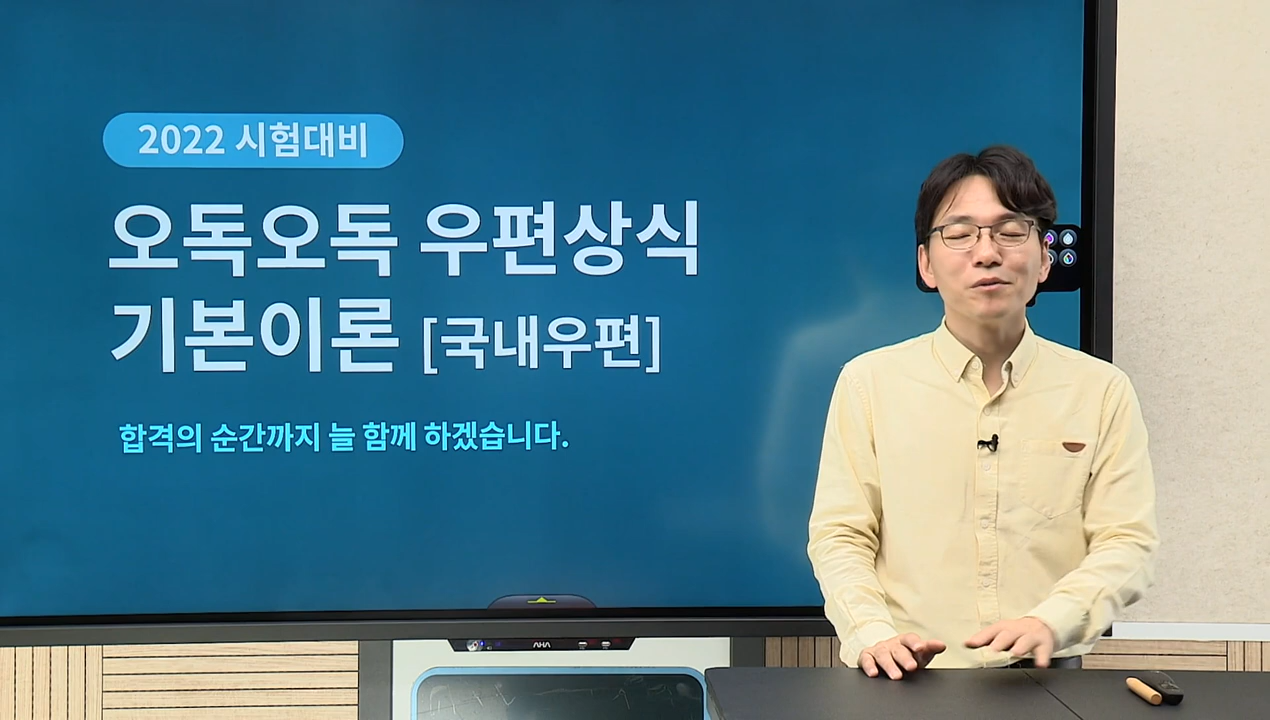 2022 시험대비
오독오독 우편상식
기본이론 [국내우편]
합격의 순간까지 늘 함께 하겠습니다.
AHA